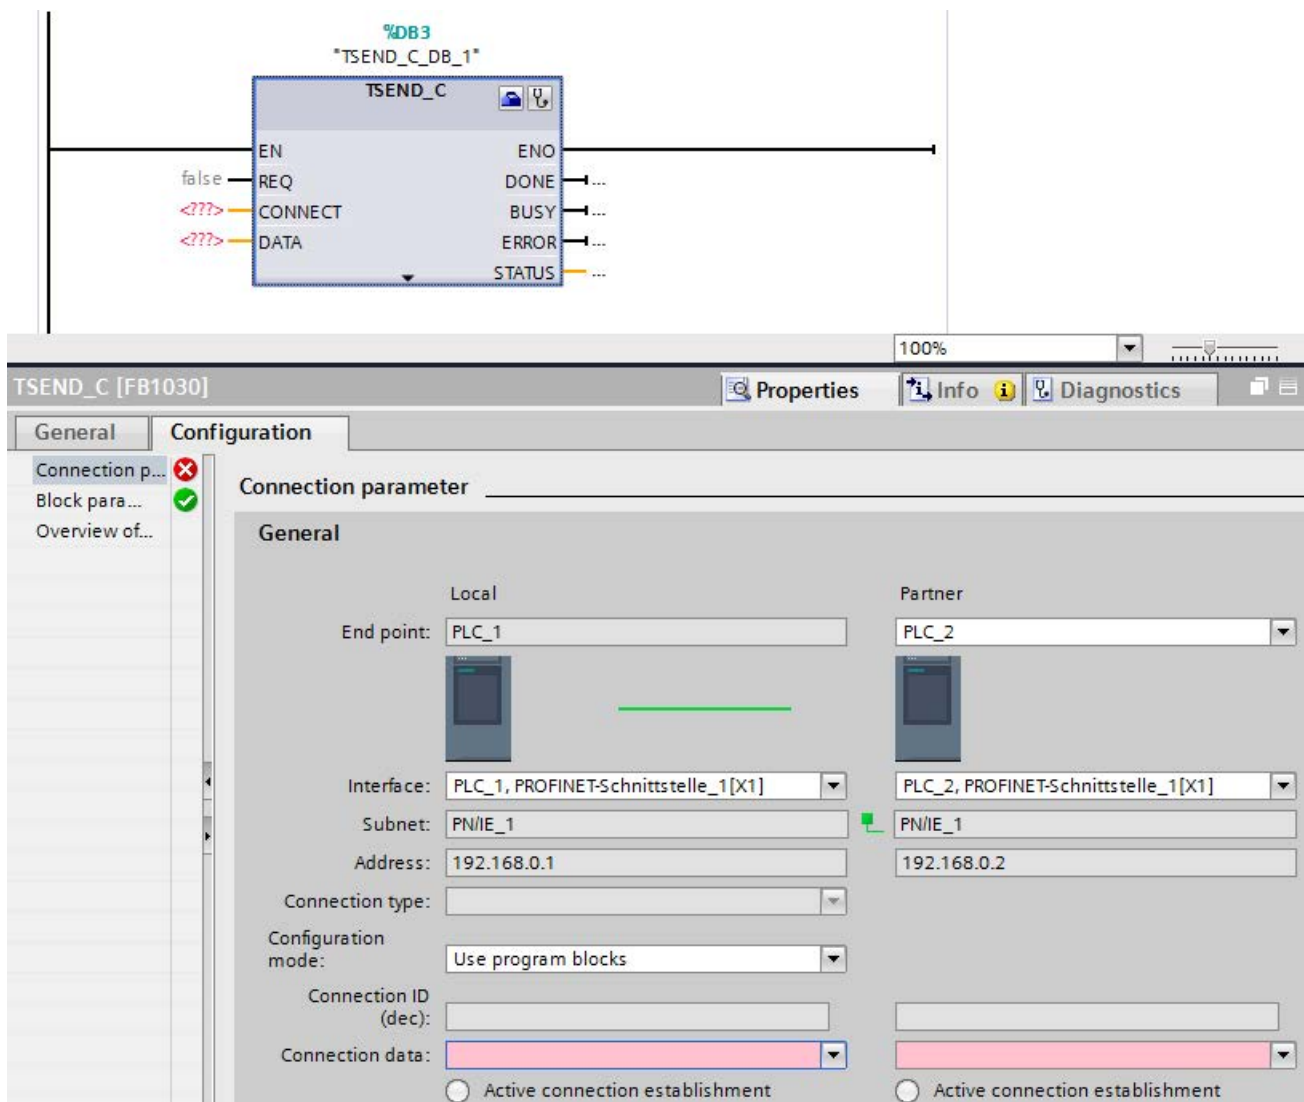 %DB3
"TSEND_C_DB_1"
TSEND_C
EN ENO
false REQ DONE ...
<???> CONNECT BUSY ...
<???> DATA ERROR ...
STATUS ...
100%
TSEND_C [FB1030] Properties Info Diagnostics
General Configuration
Connection p...
Block para...
Overview of...
Connection parameter
General
Local Partner
End point: PLC_1 PLC_2
Interface: PLC_1, PROFINET-Schnittstelle_1[X1] PLC_2, PROFINET-Schnittstelle_1[X1]
Subnet: PN/IE_1 PN/IE_1
Address: 192.168.0.1 192.168.0.2
Connection type:
Configuration
mode: Use program blocks
Connection ID
(dec):
Connection data:
Active connection establishment Active connection establishment